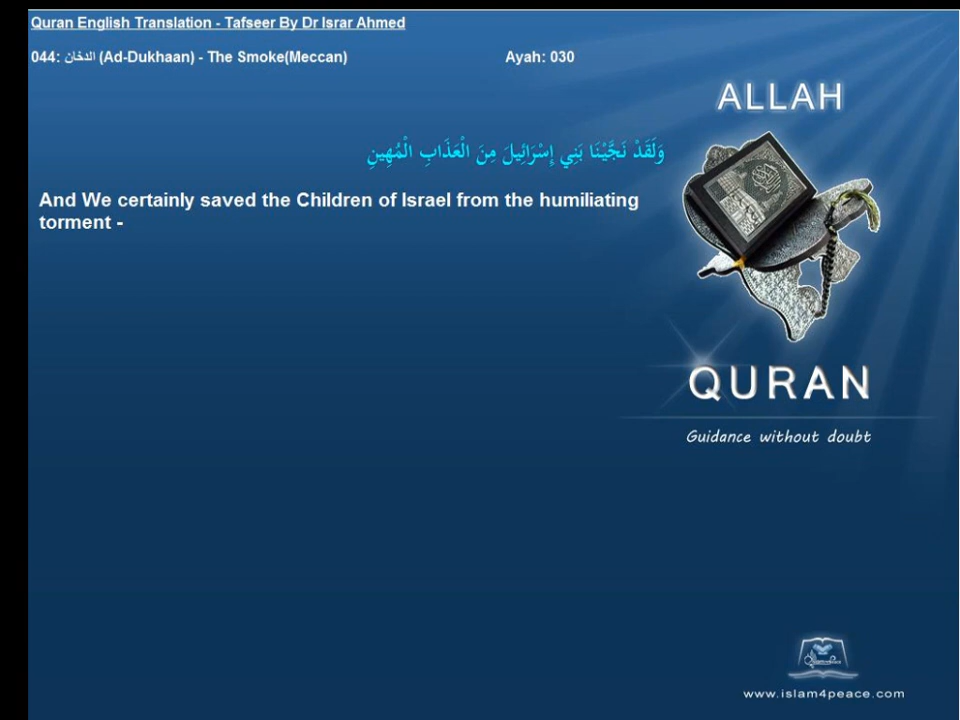 Quran English Translation - Tafseer By Dr Israr Ahmed
044: الدخان (Ad-Dukhaan) - The Smoke(Meccan) Ayah: 030
ALLAH
وَلَقَدْ نَجَّيْنَا بَنِي إِسْرَائِيلَ مِنَ الْعَذَابِ الْمُهِينِ
And We certainly saved the Children of Israel from the humiliating
torment -
QURAN
Guidance without doubt
www.islam4peace.com